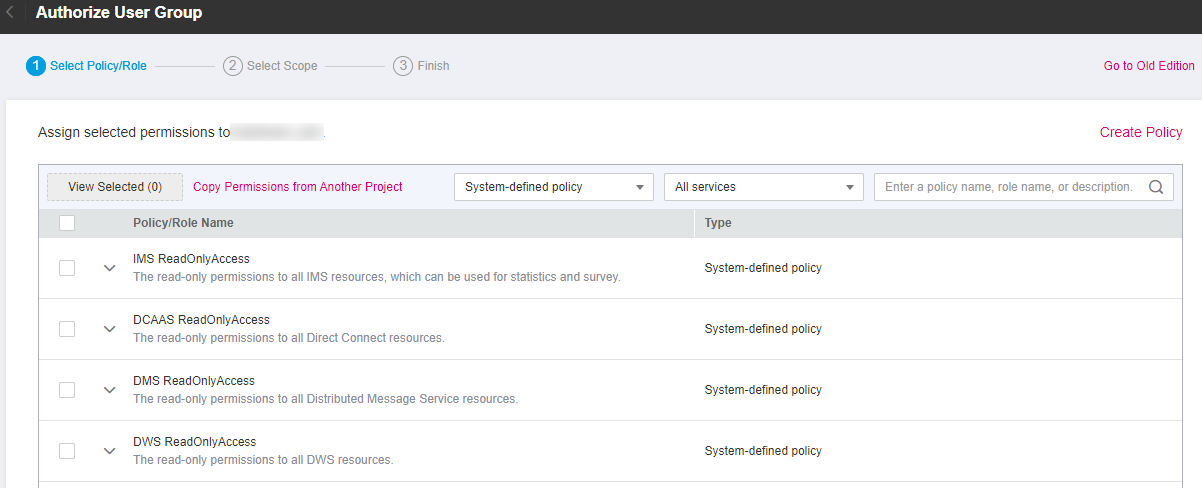 Authorize User Group
1 Select Policy/Role 2 Select Scope 3 Finish Go to Old Edition
Assign selected permissions to .
Create Policy
View Selected (0) Copy Permissions from Another Project System-defined policy All services Enter a policy name, role name, or description.
Policy/Role Name Type
IMS ReadOnlyAccess
The read-only permissions to all IMS resources, which can be used for statistics and survey.
System-defined policy
DCAAS ReadOnlyAccess
The read-only permissions to all Direct Connect resources.
System-defined policy
DMS ReadOnlyAccess
The read-only permissions to all Distributed Message Service resources.
System-defined policy
DWS ReadOnlyAccess
The read-only permissions to all DWS resources.
System-defined policy